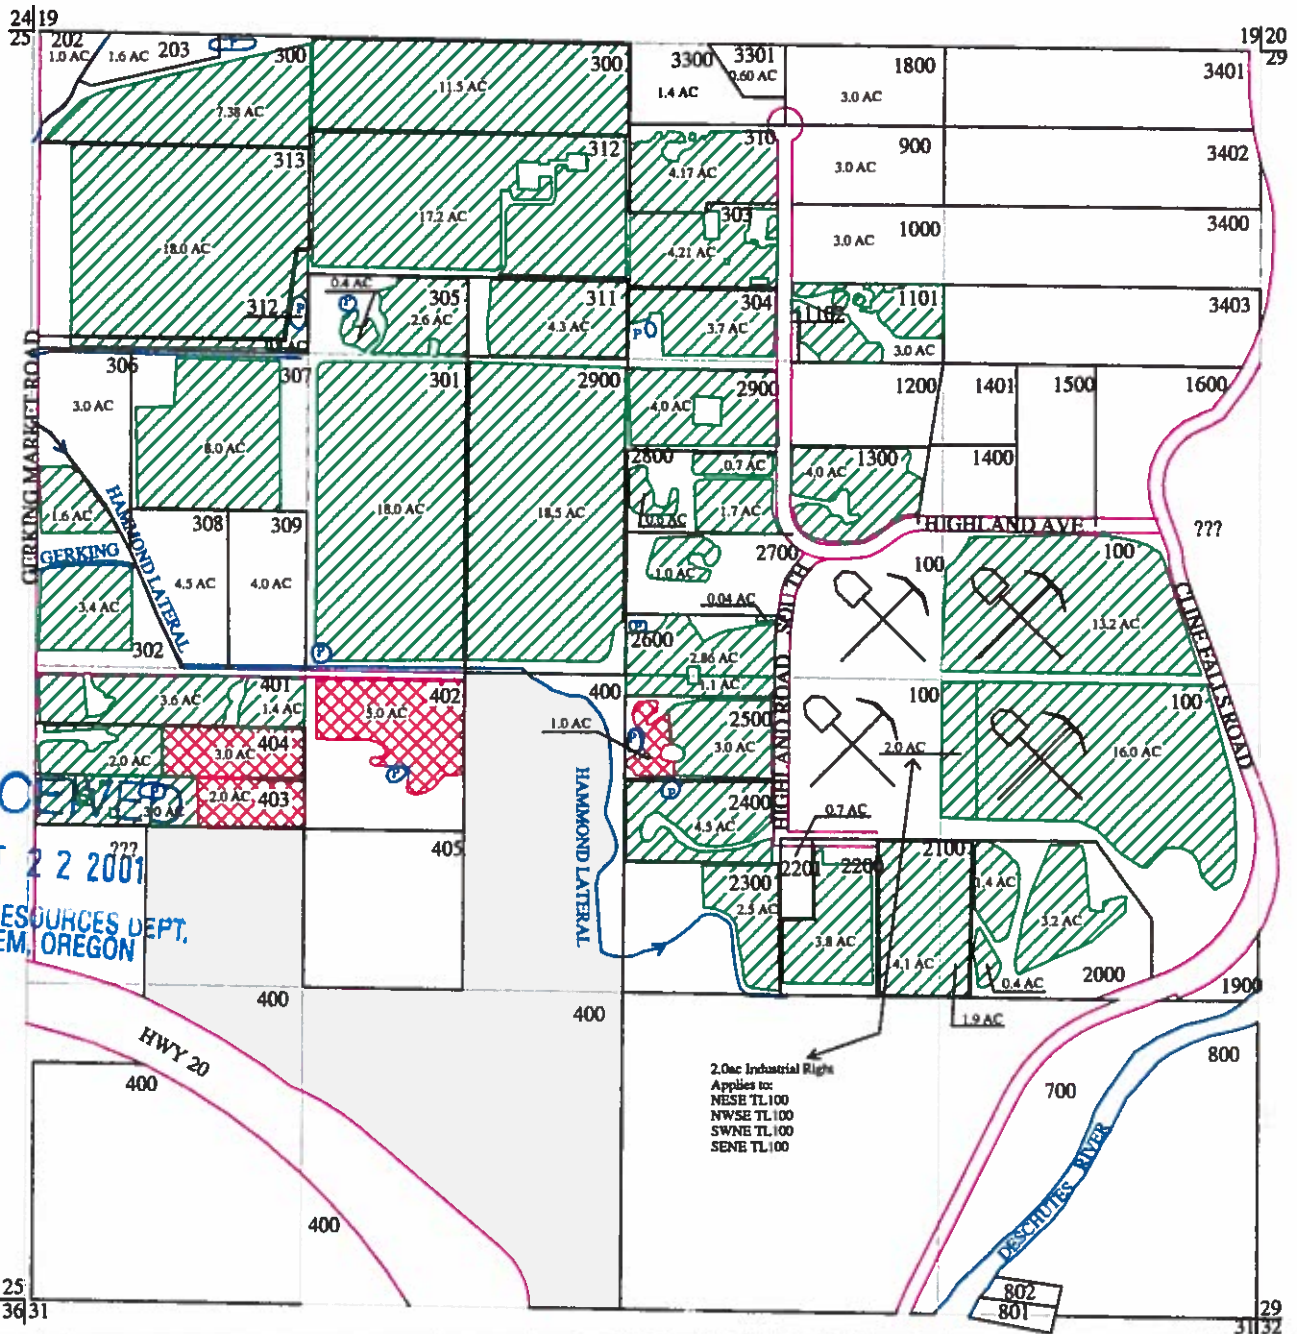 24 19
25
19 20
29
202
1.0 AC
1.6 AC
203
P
300
7.38 AC
11.5 AC
300
3300
1.4 AC
3301
0.60 AC
1800
3.0 AC
3401
313
18.0 AC
312
17.2 AC
312
P
310
4.17 AC
303
4.21 AC
900
3.0 AC
3402
1000
3.0 AC
3400
0.4 AC
P
305
2.6 AC
311
4.3 AC
304
P
3.7 AC
1102
1101
3.0 AC
3403
306
3.0 AC
307
8.0 AC
301
18.0 AC
2900
18.5 AC
2900
4.0 AC
1200
1401
1500
1600
GERKING MARKET ROAD
HAMMOND LATERAL
1.6 AC
GERKING
3.4 AC
302
308
4.5 AC
309
4.0 AC
P
2800
0.7 AC
0.6 AC
1.7 AC
4.0 AC
1300
1400
HIGHLAND AVE
???
2700
1.0 AC
0.04 AC
SOUTH
HIGHLAND ROAD
100
100
13.2 AC
CLINE FALLS ROAD
P
2600
2.86 AC
1.1 AC
401
3.6 AC
1.4 AC
402
5.0 AC
P
400
1.0 AC
P
2500
3.0 AC
100
2.0 AC
100
16.0 AC
2.0 AC
3.0 AC
404
2.0 AC
403
P
3.0 AC
CEIVED
???
T 2 2 2001
ESOURCES DEPT.
EM, OREGON
405
HAMMOND LATERAL
P
2400
4.5 AC
0.7 AC
2201
2200
3.8 AC
2100
4.1 AC
1.4 AC
3.2 AC
0.4 AC
1.9 AC
2000
1900
2300
2.5 AC
400
400
HWY 20
400
400
2.0ac Industrial Right
Applies to:
NESE TL100
NWSE TL100
SWNE TL100
SENE TL100
700
800
DESCHUTES RIVER
802
801
25
36 31
29
31 32